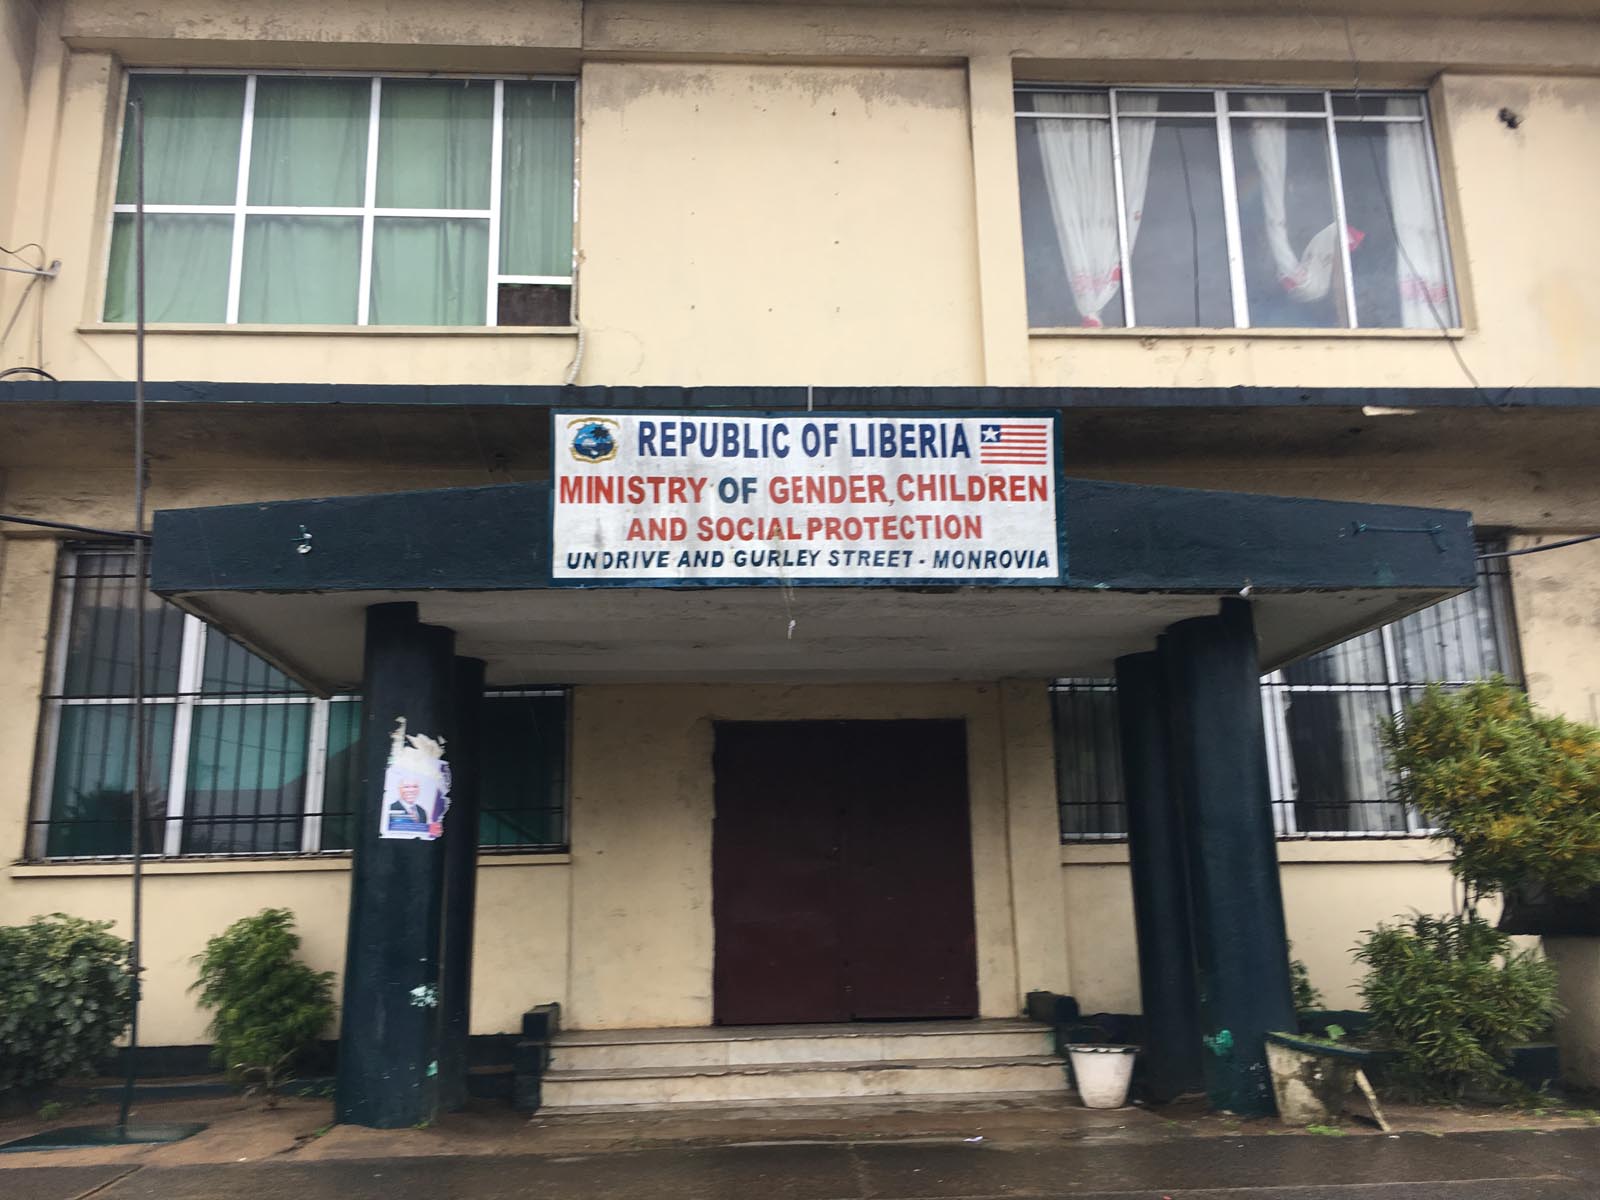 REPUBLIC OF LIBERIA
MINISTRY OF GENDER, CHILDREN
AND SOCIAL PROTECTION
UN DRIVE AND GURLEY STREET - MONROVIA